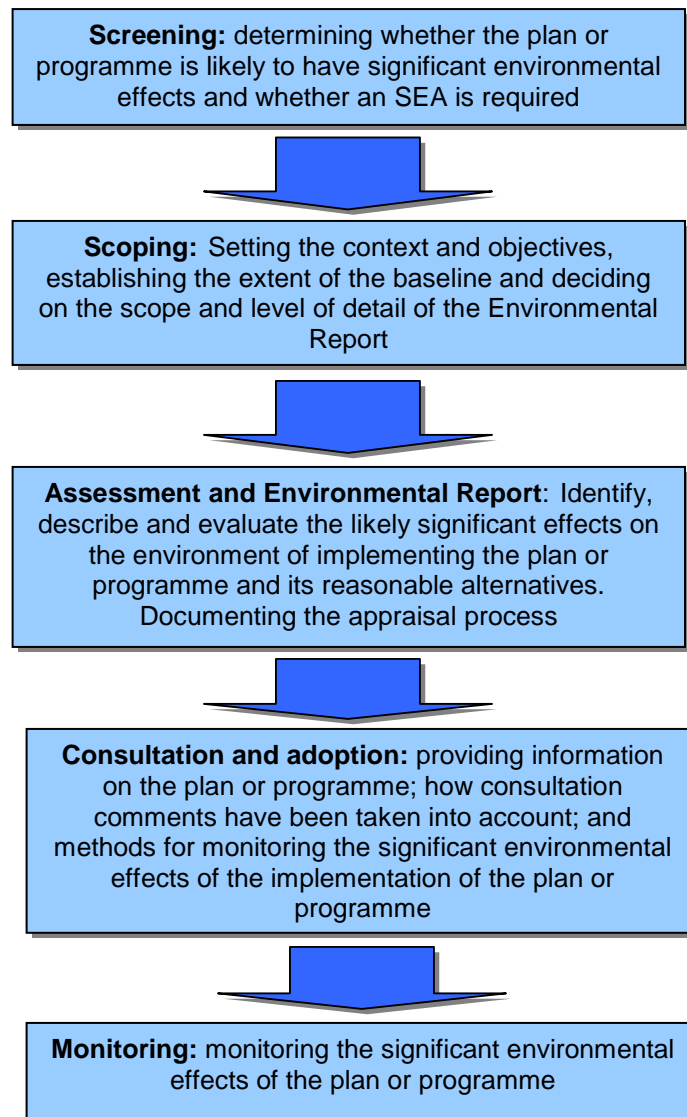 Screening: determining whether the plan or
programme is likely to have significant environmental
effects and whether an SEA is required
Scoping: Setting the context and objectives,
establishing the extent of the baseline and deciding
on the scope and level of detail of the Environmental
Report
Assessment and Environmental Report: Identify,
describe and evaluate the likely significant effects on
the environment of implementing the plan or
programme and its reasonable alternatives.
Documenting the appraisal process
Consultation and adoption: providing information
on the plan or programme; how consultation
comments have been taken into account; and
methods for monitoring the significant environmental
effects of the implementation of the plan or
programme
Monitoring: monitoring the significant environmental
effects of the plan or programme